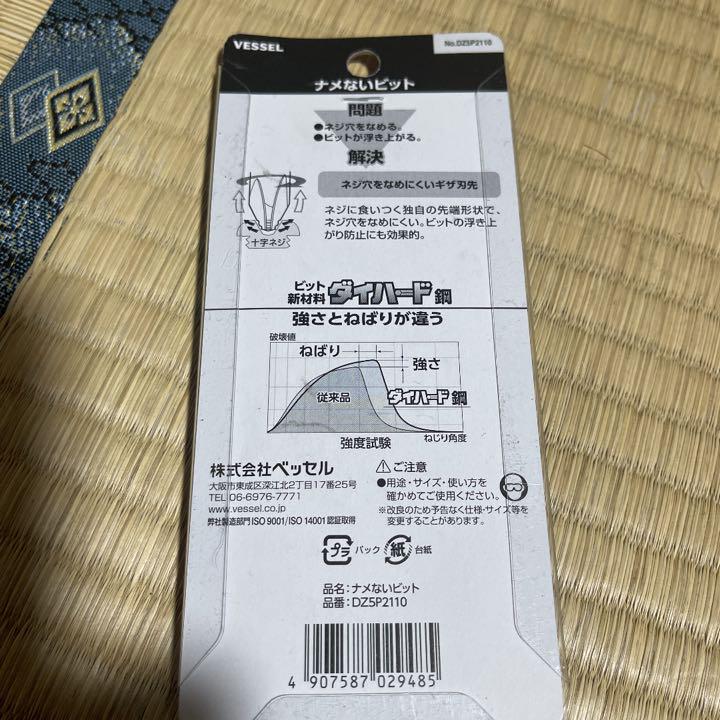 VESSEL
No.DZ5P2110
ナメないビット
問題
●ネジ穴をなめる。
●ビットが浮き上がる。
解決
ネジ穴をなめにくいギザ刃先
十字ネジ
ネジに食いつく独自の先端形状で、
ネジ穴をなめにくい。ビットの浮き上
がり防止にも効果的。
ビット
新材料 ダイハード鋼
強さとねばりが違う
破壊値
ねばり
強さ
従来品
ダイハード鋼
ねじり角度
強度試験
株式会社ベッセル
大阪市東成区深江北2丁目17番25号
TEL 06-6976-7771
www.vessel.co.jp
弊社製造部門 ISO 9001/ISO 14001 認証取得
⚠ご注意
●用途・サイズ・使い方を
確かめてご使用ください。
※改良のため予告なく仕様・サイズ等を
変更することがあります。
プラ パック 紙 台紙
品名: ナメないビット
品番: DZ5P2110
4 907587 029485